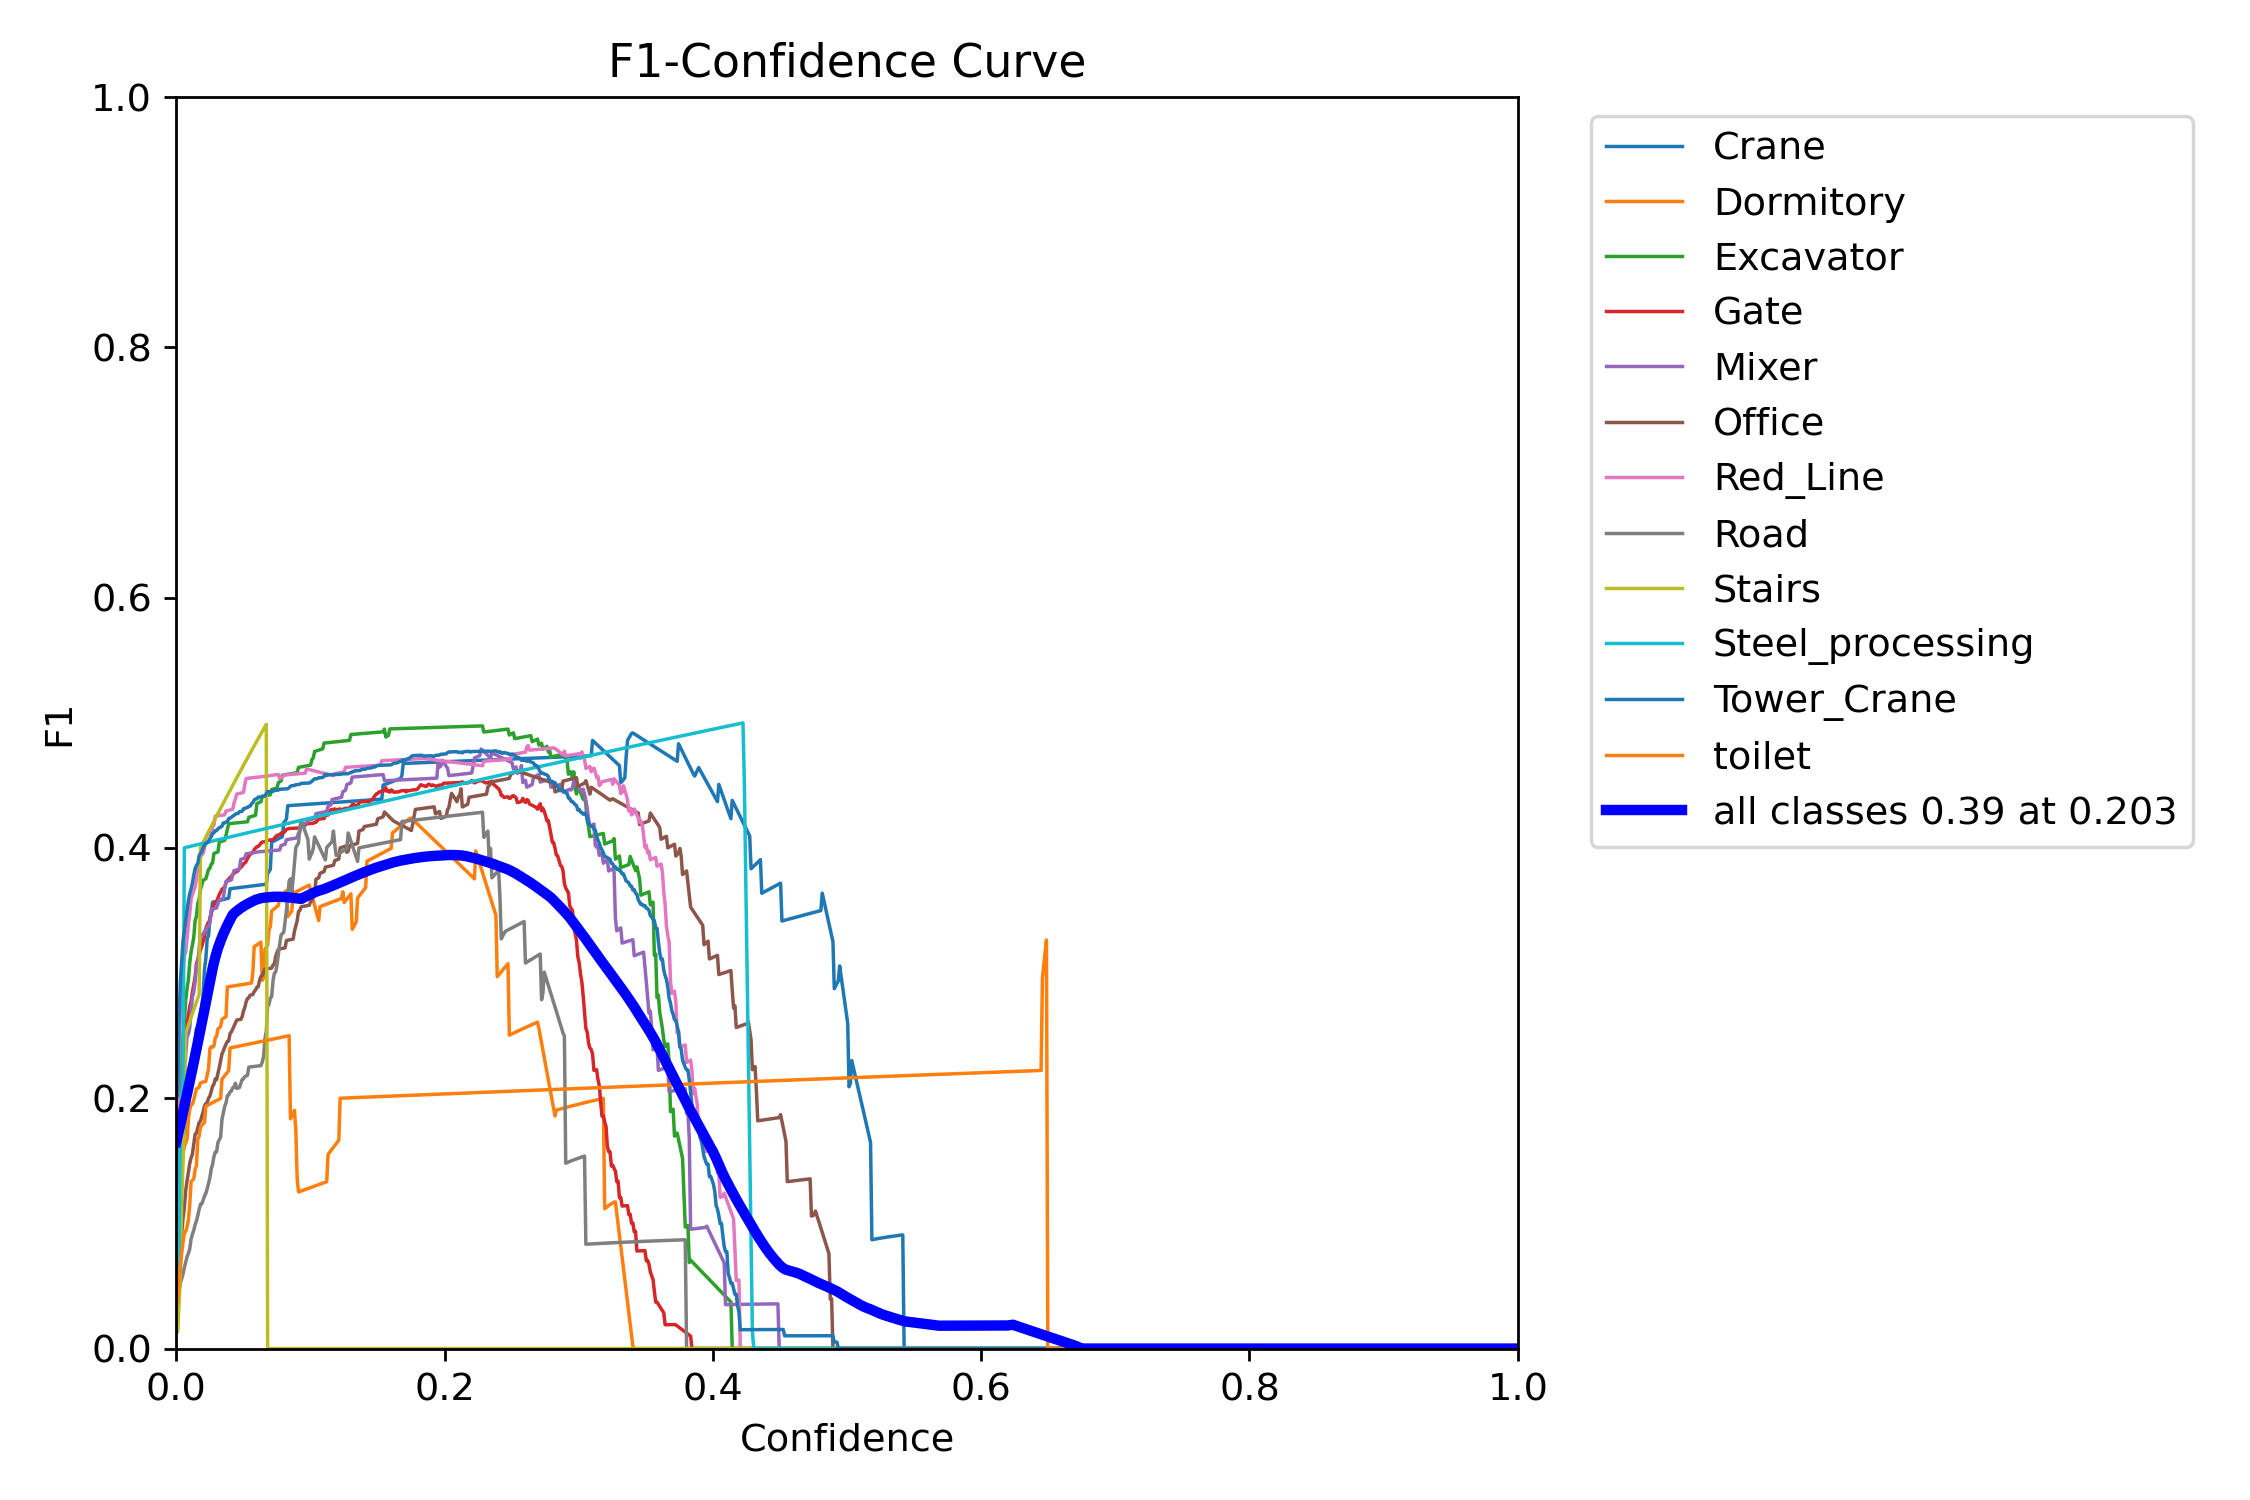 F1-Confidence Curve
1.0
0.8
0.6
0.4
0.2
0.0
F1
0.0 0.2 0.4 0.6 0.8 1.0
Confidence
Crane
Dormitory
Excavator
Gate
Mixer
Office
Red_Line
Road
Stairs
Steel_processing
Tower_Crane
toilet
all classes 0.39 at 0.203